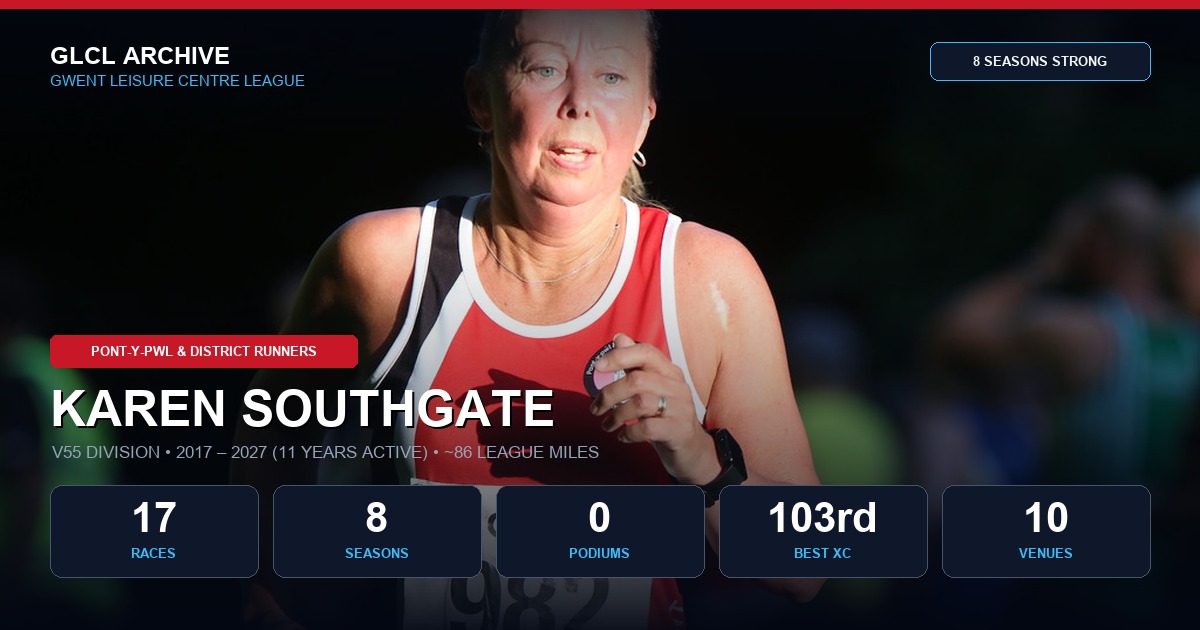 GLCL ARCHIVE
GWENT LEISURE CENTRE LEAGUE
8 SEASONS STRONG
PONT-Y-PWL & DISTRICT RUNNERS
KAREN SOUTHGATE
V55 DIVISION • 2017 – 2027 (11 YEARS ACTIVE) • ~86 LEAGUE MILES
17
RACES
8
SEASONS
0
PODIUMS
103rd
BEST XC
10
VENUES
982